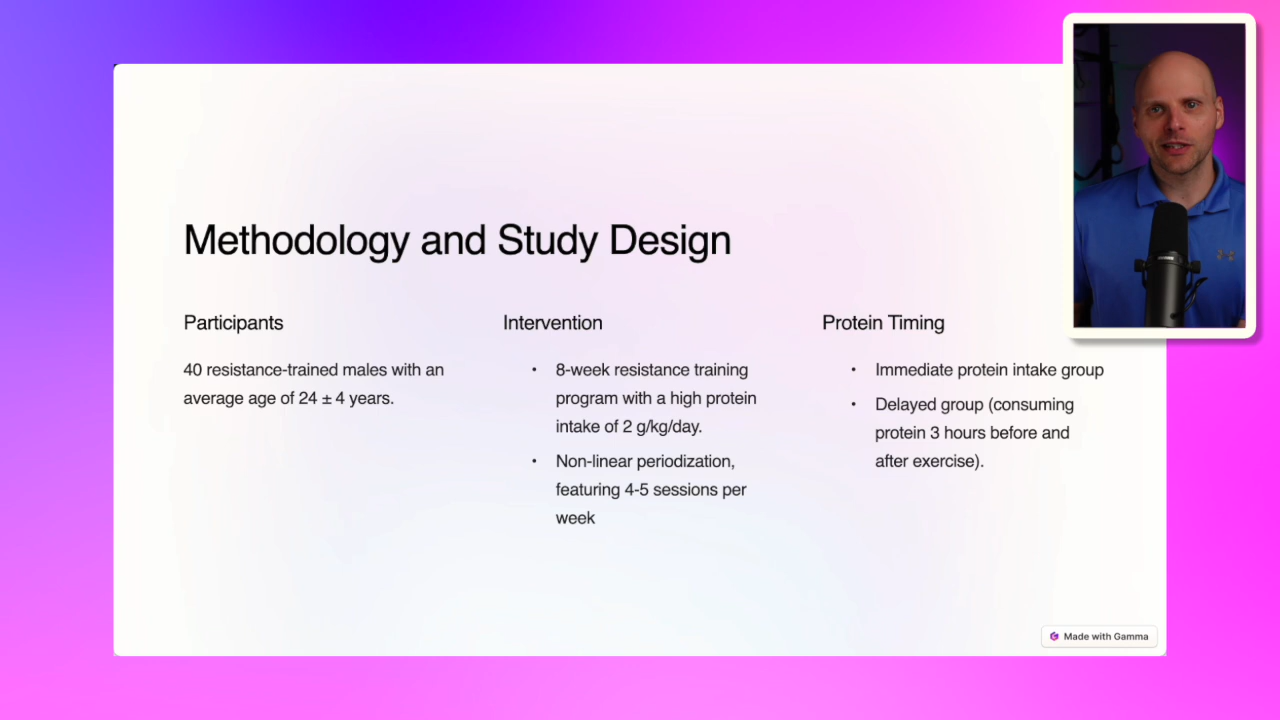 Methodology and Study Design
Participants
40 resistance-trained males with an
average age of 24 ± 4 years.
Intervention
• 8-week resistance training
program with a high protein
intake of 2 g/kg/day.
• Non-linear periodization,
featuring 4-5 sessions per
week
Protein Timing
• Immediate protein intake group
• Delayed group (consuming
protein 3 hours before and
after exercise).
Made with Gamma